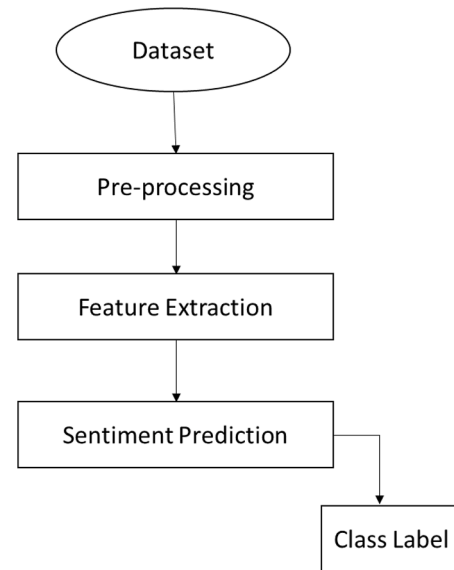 Dataset
Pre-processing
Feature Extraction
Sentiment Prediction
Class Label